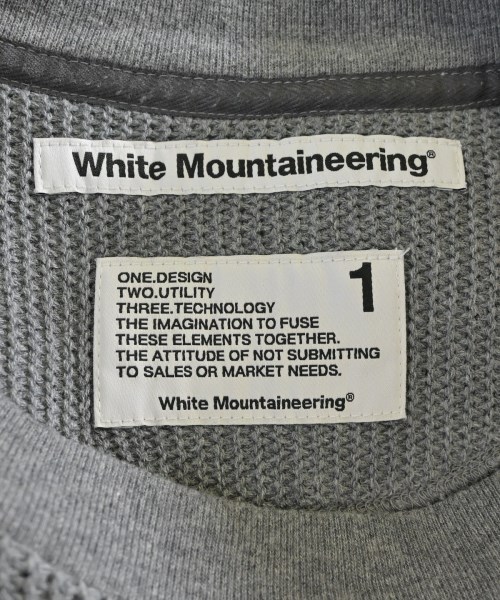 White Mountaineering®
1
ONE.DESIGN
TWO.UTILITY
THREE.TECHNOLOGY
THE IMAGINATION TO FUSE
THESE ELEMENTS TOGETHER.
THE ATTITUDE OF NOT SUBMITTING
TO SALES OR MARKET NEEDS.
White Mountaineering®